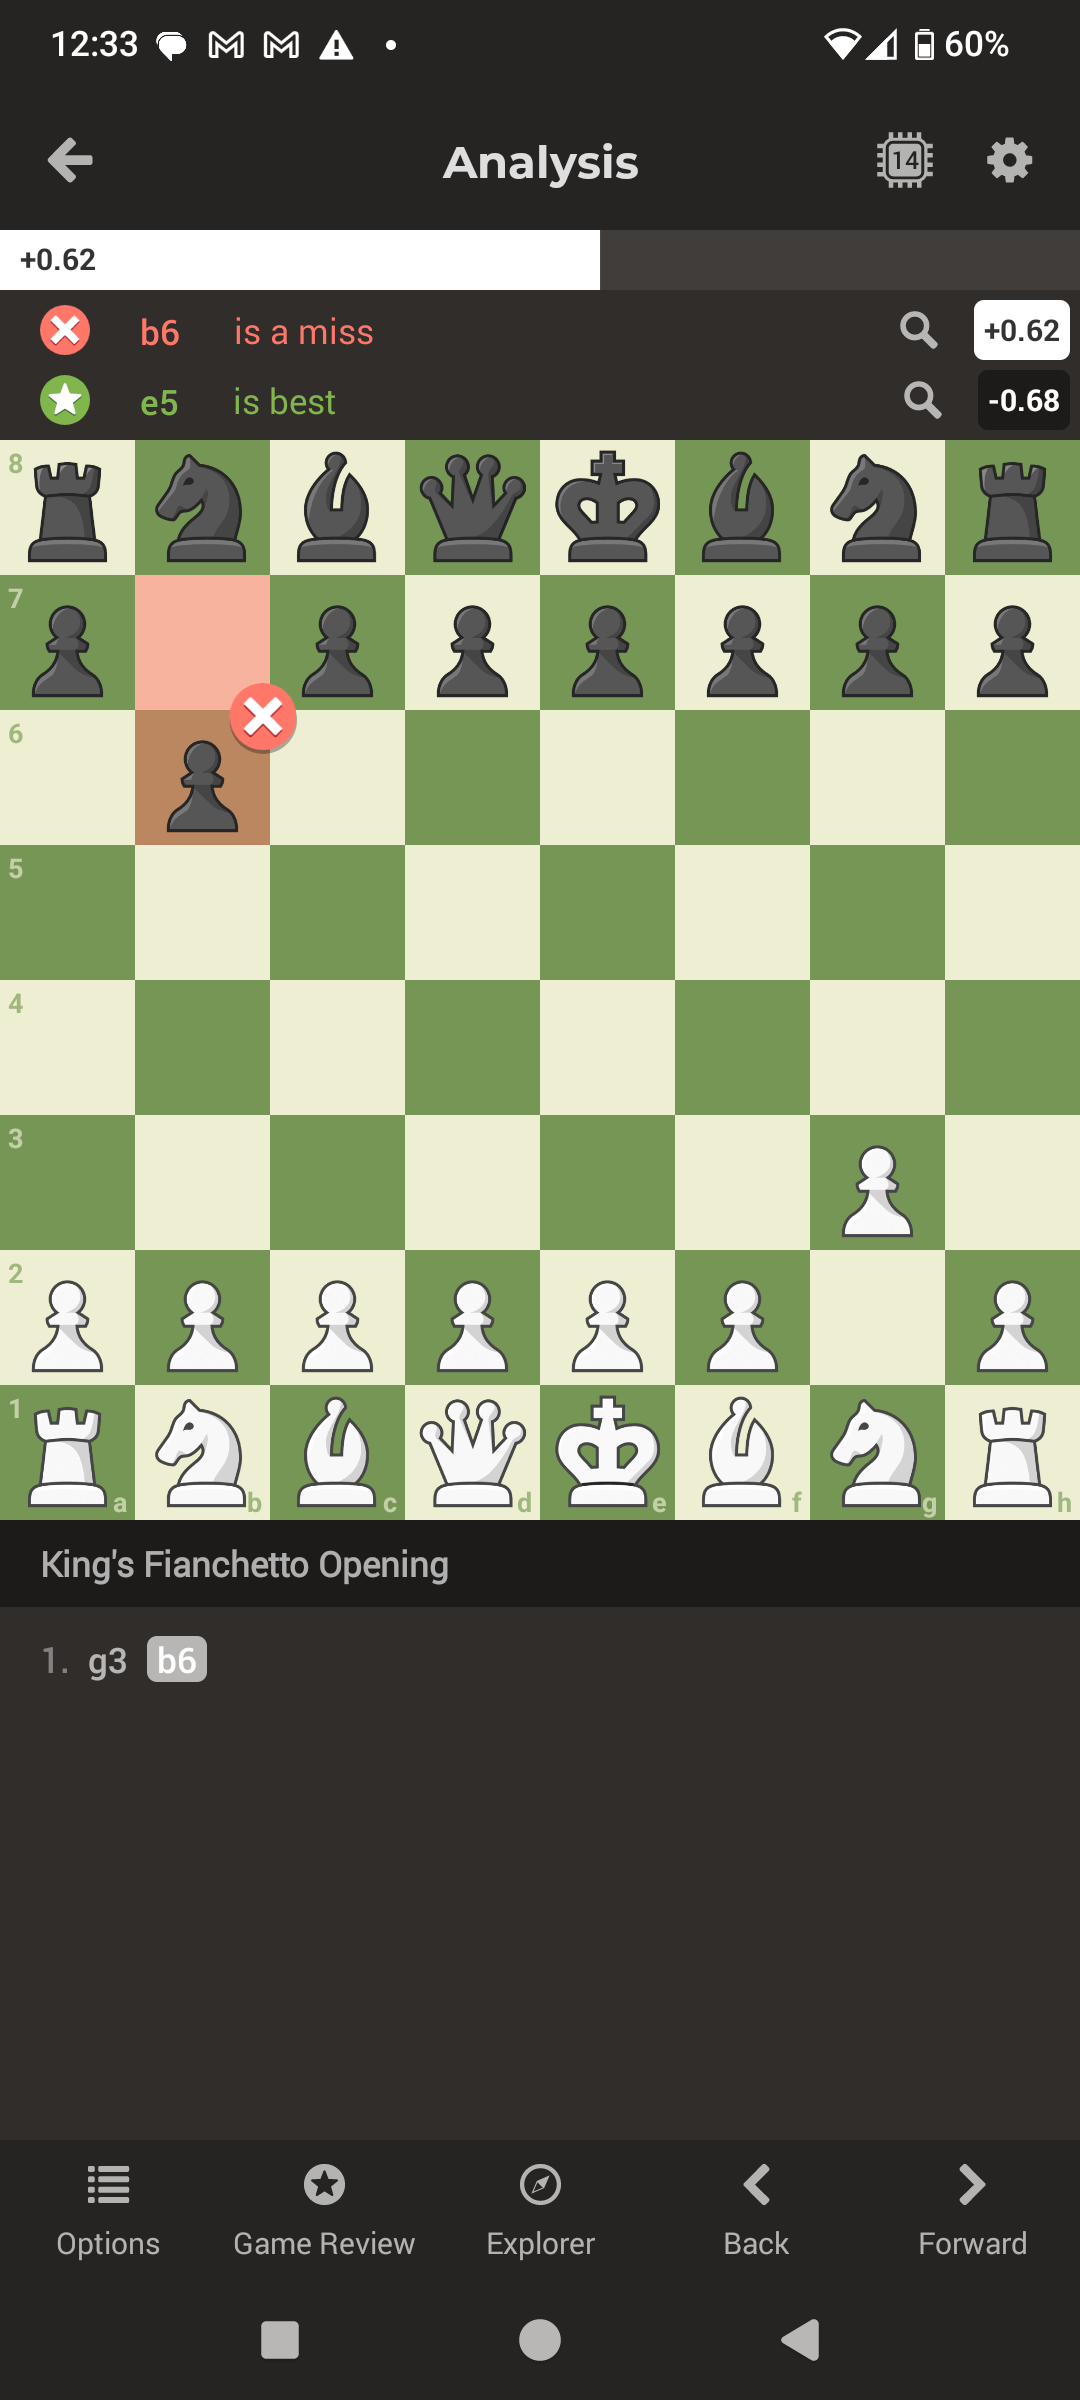 12:33 60%
Analysis 14
+0.62
b6 is a miss +0.62
e5 is best -0.68
8
7
6
5
4
3
2
1
a b c d e f g h
King's Fianchetto Opening
1. g3 b6
Options Game Review Explorer Back Forward